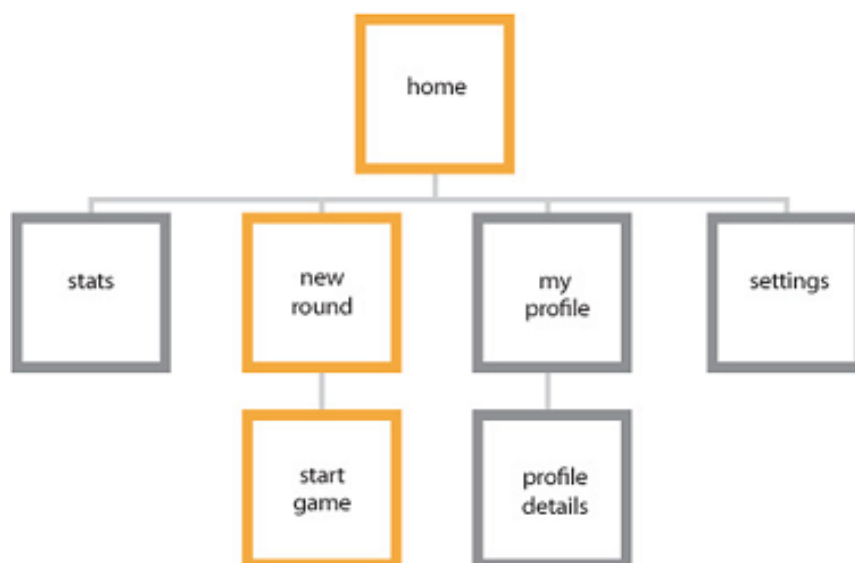 home
stats
new
round
my
profile
settings
start
game
profile
details